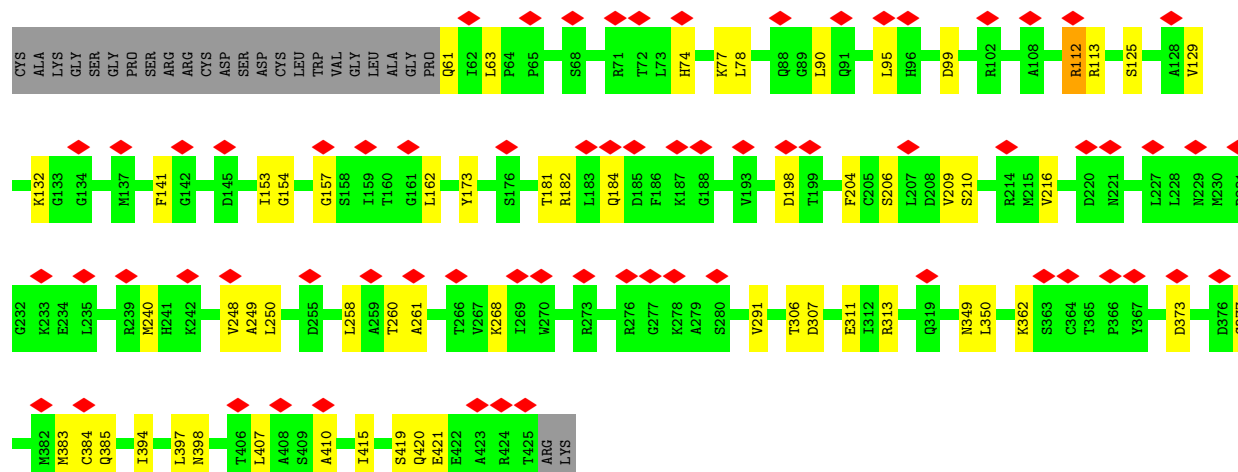 CYS ALA LYS GLY SER GLY PRO SER ARG ARG CYS ASP SER ASP CYS LEU TRP VAL GLY LEU ALA GLY PRO Q61 I62 L63 P64 P65 S68 R71 T72 L73 H74 K77 L78 Q88 G89 L90 Q91 L95 H96 D99 R102 A108 R112 R113 S125 A128 V129
K132 G133 G134 M137 F141 G142 D145 I153 G154 G157 S158 I159 T160 G161 L162 Y173 S176 T181 R182 L183 Q184 D185 F186 K187 G188 V193 D198 T199 F204 C205 S206 L207 D208 V209 S210 R214 M215 V216 D220 N221 L227 L228 N229 M230
G232 K233 E234 L235 R239 M240 H241 K242 V248 A249 L250 D255 L258 A259 T260 A261 T266 V267 K268 I269 W270 R273 R276 G277 K278 A279 S280 V291 T306 D307 E311 I312 R313 Q319 N349 L350 K362 S363 C364 T365 P366 Y367 D373 D376
M382 M383 C384 Q385 I394 L397 N398 T406 L407 A408 S409 A410 I415 S419 Q420 E421 E422 A423 R424 T425 ARG LYS